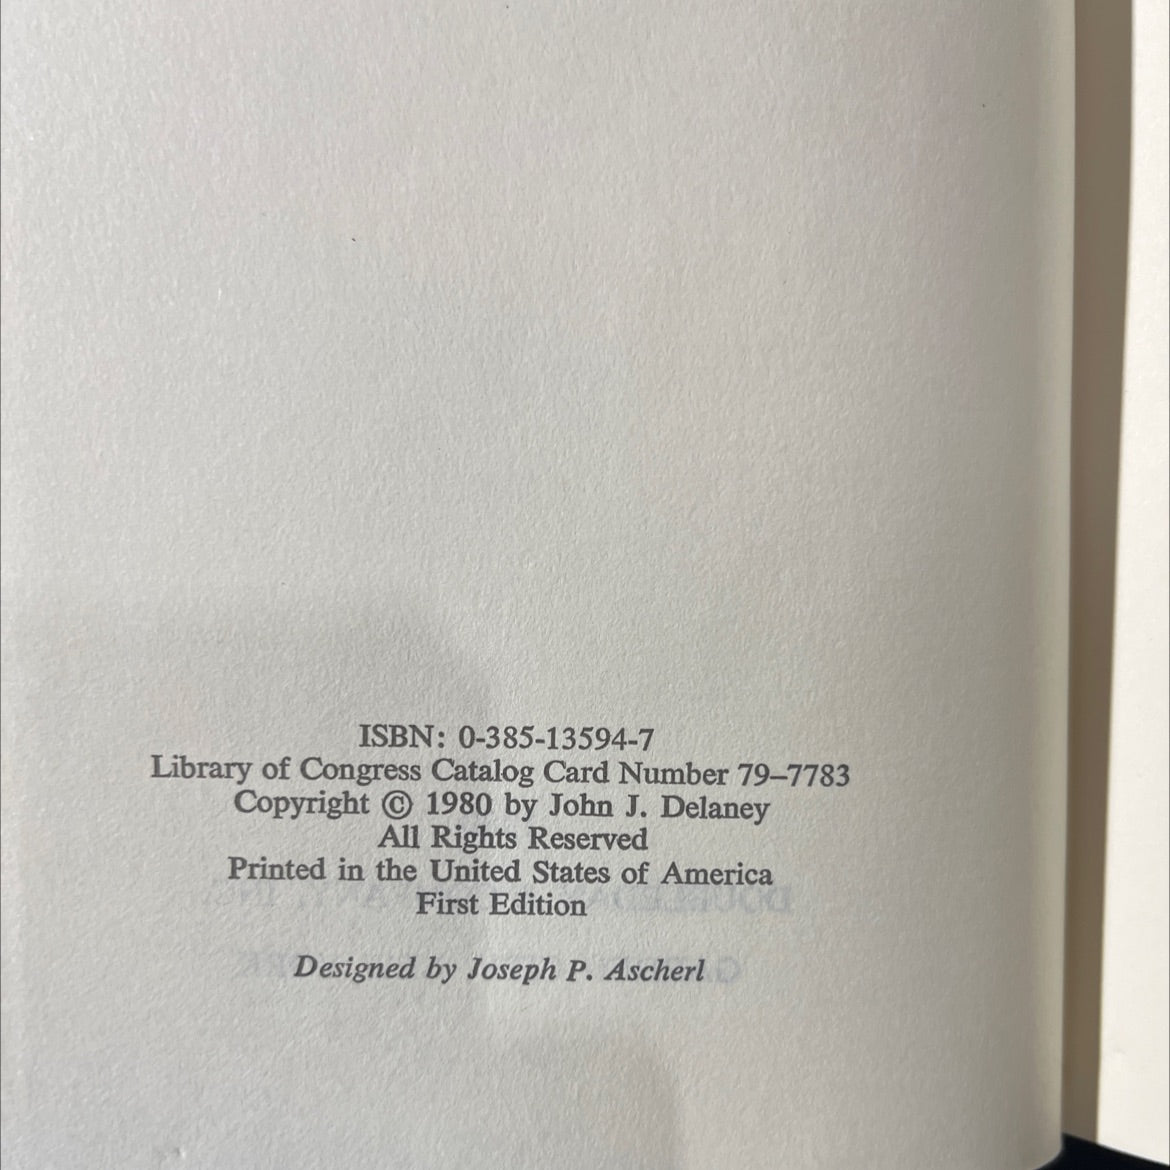 ISBN: 0-385-13594-7
Library of Congress Catalog Card Number 79–7783
Copyright © 1980 by John J. Delaney
All Rights Reserved
Printed in the United States of America
First Edition
Designed by Joseph P. Ascherl